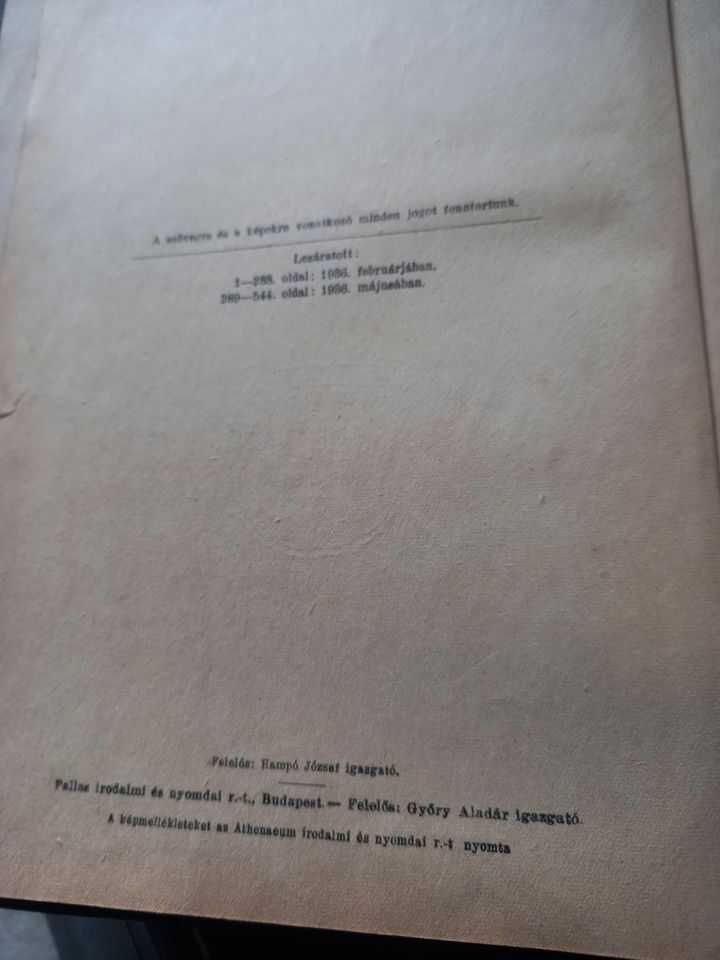 A szövegre és a képekre vonatkozó minden jogot fenntartunk.
Lezáratott:
1—288. oldal: 1936. februárjában.
289—544. oldal: 1936. májusában.
Felelős: Rampó József igazgató.
Pallas irodalmi és nyomdai r.-t., Budapest — Felelős: Győry Aladár igazgató.
A képmellékleteket az Athenaeum irodalmi és nyomdai r.-t nyomta